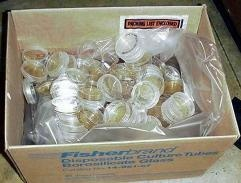 PACKING LIST ENCLOSED
Fisherbrand
Disposable Culture Tubes
Borosilicate Glass